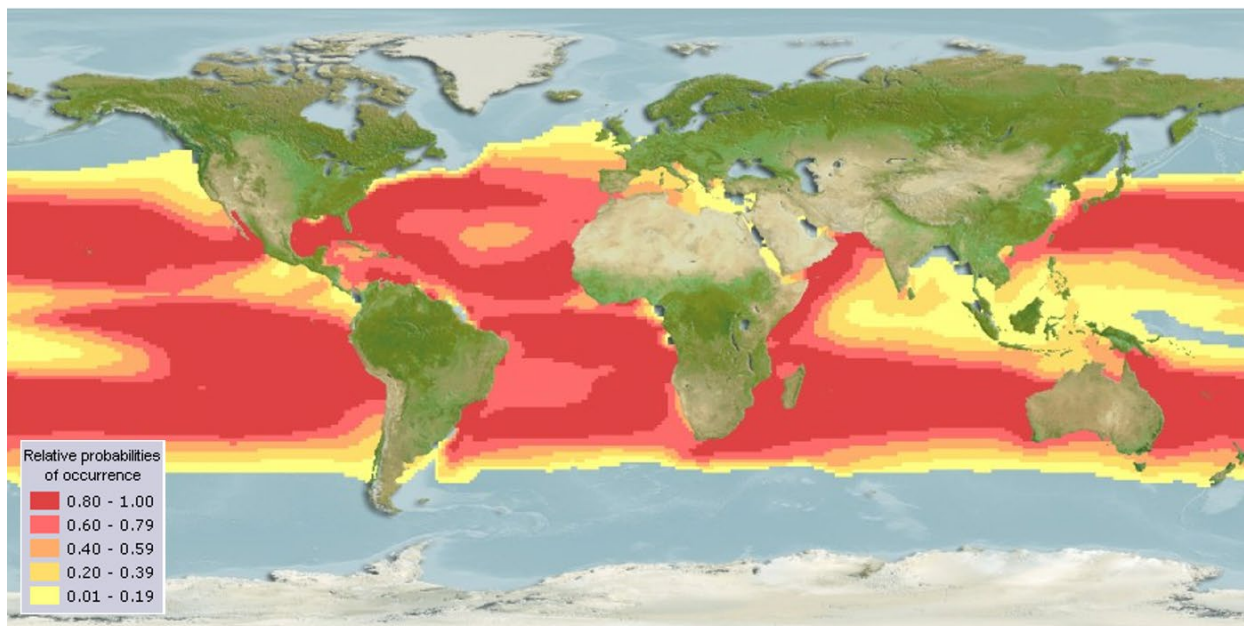 Relative probabilities
of occurrence
0.80 - 1.00
0.60 - 0.79
0.40 - 0.59
0.20 - 0.39
0.01 - 0.19